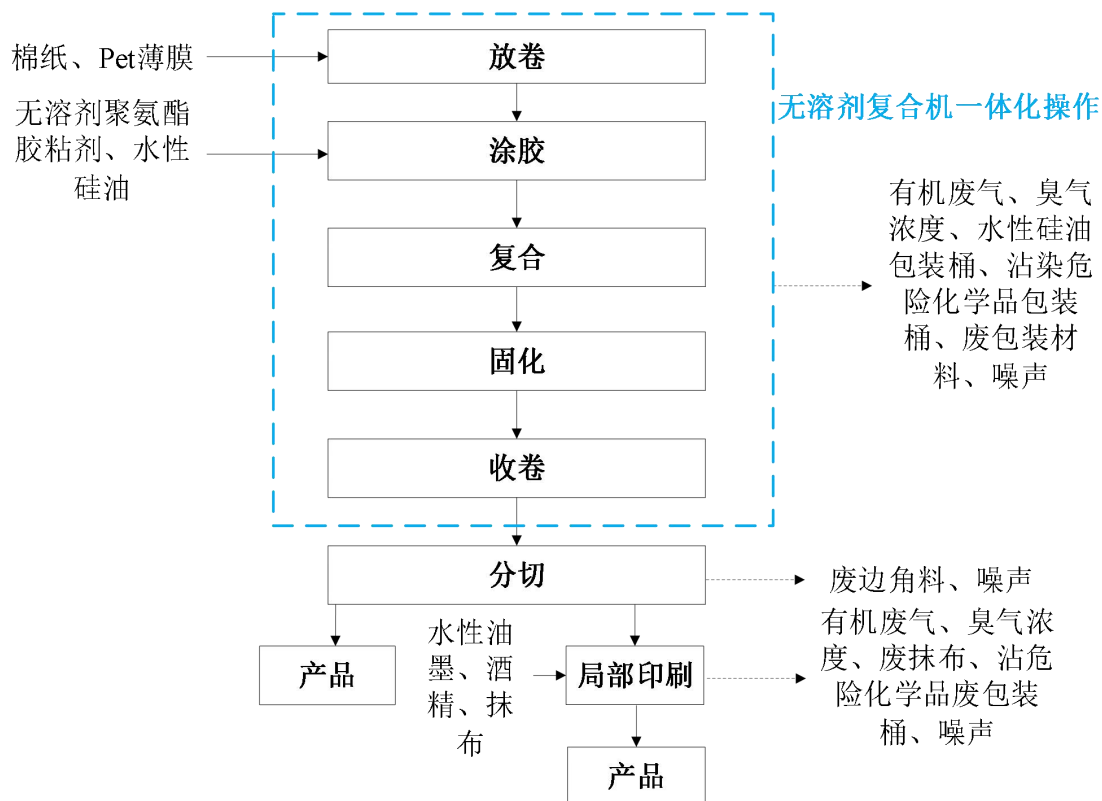 棉纸、Pet薄膜
放卷
无溶剂复合机一体化操作
无溶剂聚氨酯
胶粘剂、水性
硅油
涂胶
复合
有机废气、臭气
浓度、水性硅油
包装桶、沾染危
险化学品包装
桶、废包装材
料、噪声
固化
收卷
分切
废边角料、噪声
产品
水性油
墨、酒
精、抹
布
局部印刷
有机废气、臭气浓
度、废抹布、沾危
险化学品废包装
桶、噪声
产品